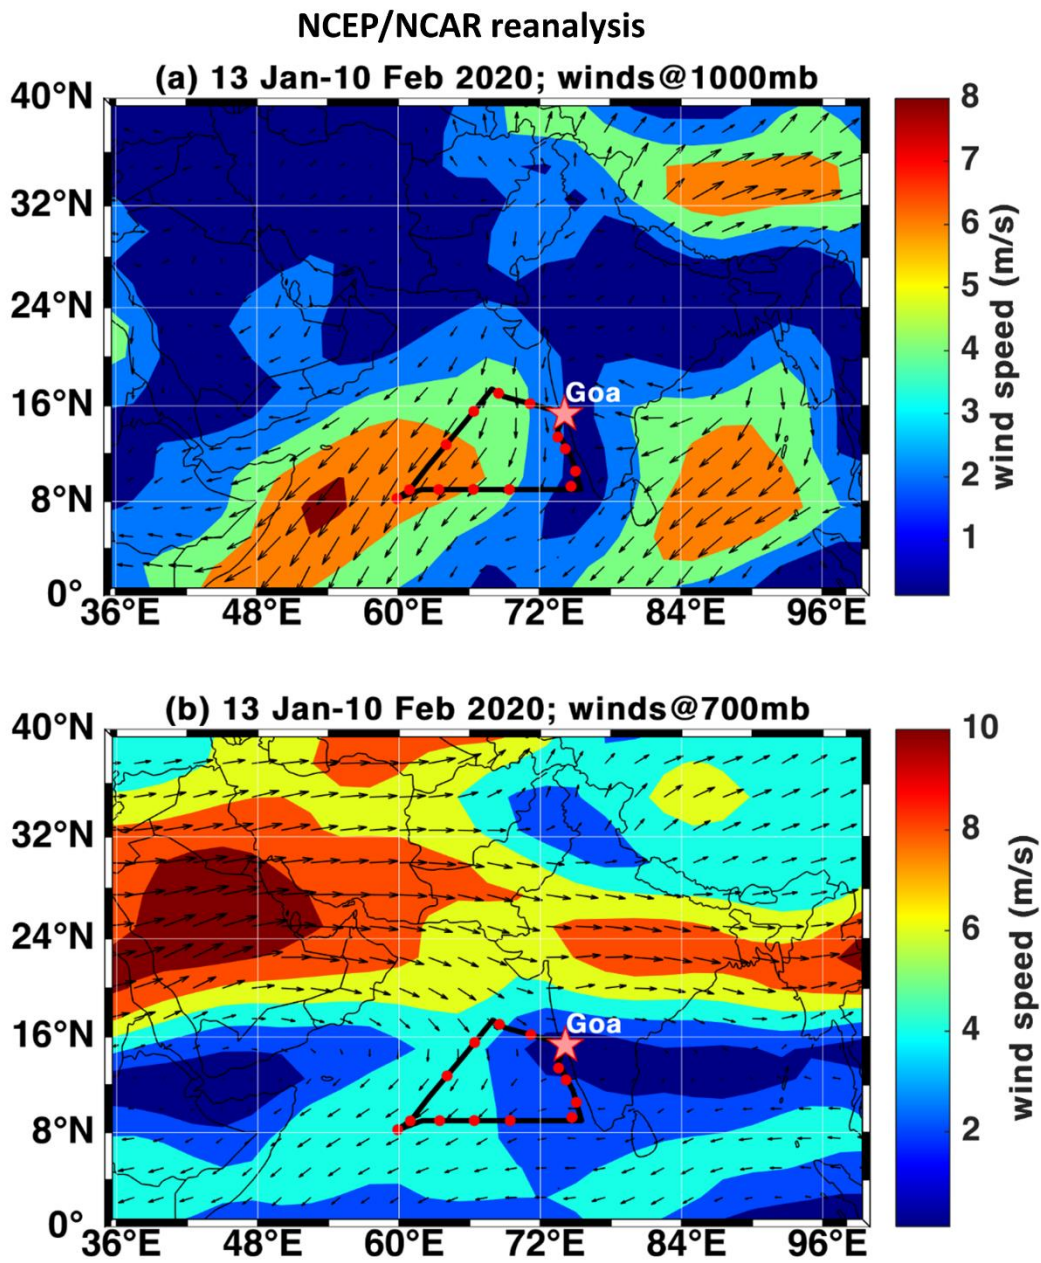 NCEP/NCAR reanalysis
(a) 13 Jan-10 Feb 2020; winds@1000mb
40°N
32°N
24°N
16°N
8°N
0°
36°E 48°E 60°E 72°E 84°E 96°E
Goa
8
7
6
5
4
3
2
1
wind speed (m/s)
(b) 13 Jan-10 Feb 2020; winds@700mb
40°N
32°N
24°N
16°N
8°N
0°
36°E 48°E 60°E 72°E 84°E 96°E
Goa
10
8
6
4
2
wind speed (m/s)